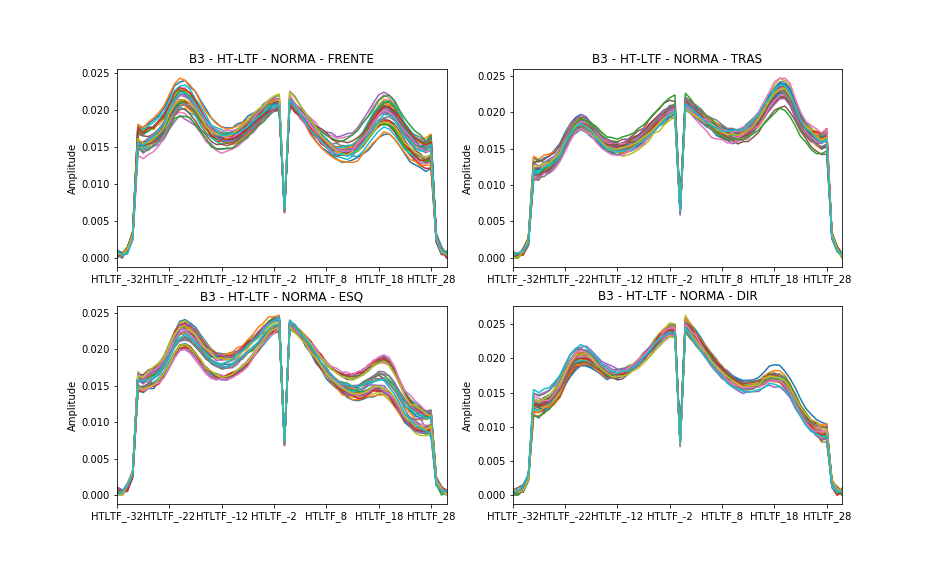 B3 - HT-LTF - NORMA - FRENTE
Amplitude
0.025
0.020
0.015
0.010
0.005
0.000
HTLTF_-32HTLTF_-22HTLTF_-12 HTLTF_-2 HTLTF_8 HTLTF_18 HTLTF_28
B3 - HT-LTF - NORMA - TRAS
Amplitude
0.025
0.020
0.015
0.010
0.005
0.000
HTLTF_-32HTLTF_-22HTLTF_-12 HTLTF_-2 HTLTF_8 HTLTF_18 HTLTF_28
B3 - HT-LTF - NORMA - ESQ
Amplitude
0.025
0.020
0.015
0.010
0.005
0.000
HTLTF_-32HTLTF_-22HTLTF_-12 HTLTF_-2 HTLTF_8 HTLTF_18 HTLTF_28
B3 - HT-LTF - NORMA - DIR
Amplitude
0.025
0.020
0.015
0.010
0.005
0.000
HTLTF_-32HTLTF_-22HTLTF_-12 HTLTF_-2 HTLTF_8 HTLTF_18 HTLTF_28